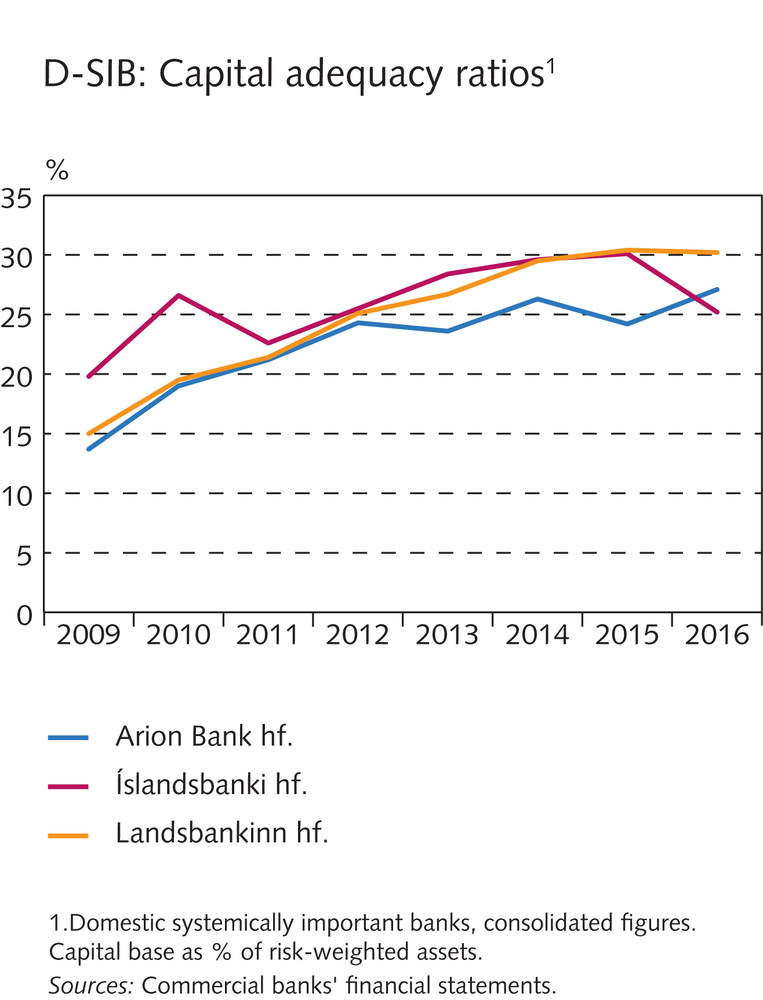 D-SIB: Capital adequacy ratios¹
%
35
30
25
20
15
10
5
0
2009 2010 2011 2012 2013 2014 2015 2016
Arion Bank hf.
Íslandsbanki hf.
Landsbankinn hf.
1.Domestic systemically important banks, consolidated figures.
Capital base as % of risk-weighted assets.
Sources: Commercial banks' financial statements.